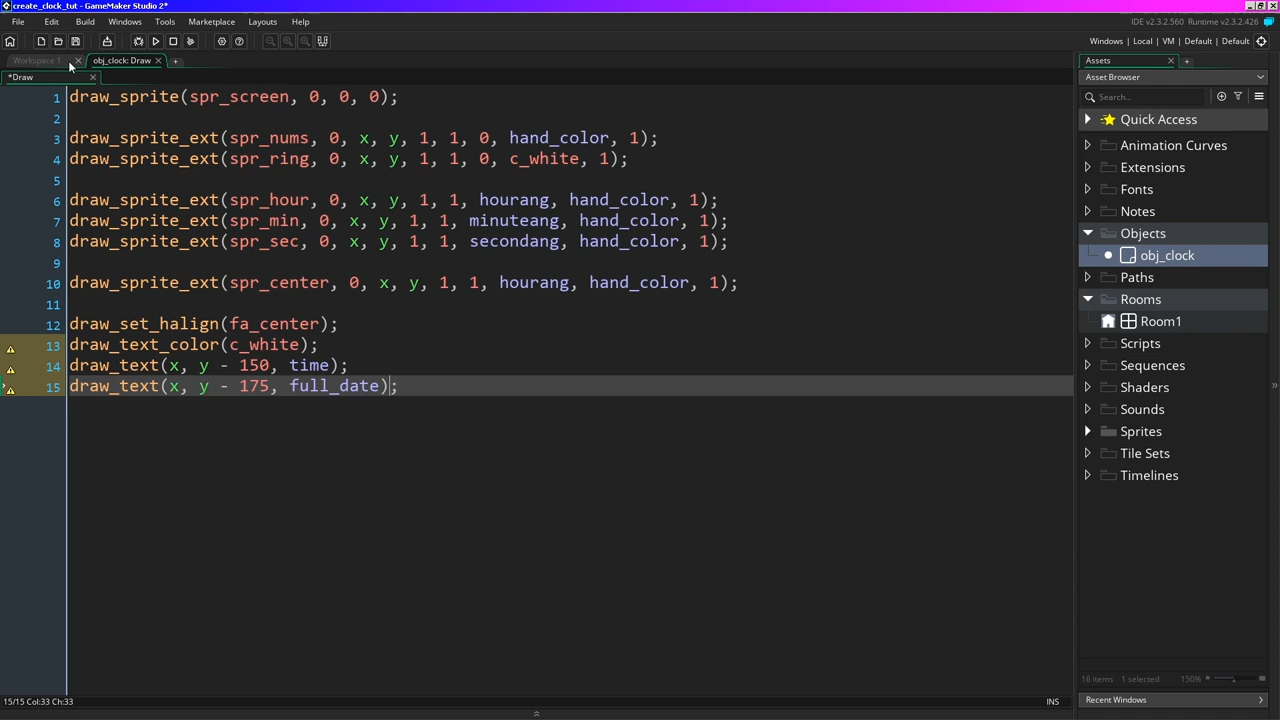 create_clock_tut - GameMaker Studio 2*
File Edit Build Windows Tools Marketplace Layouts Help
IDE v2.3.2.560 Runtime v2.3.2.426
Windows | Local | VM | Default | Default
Workspace 1
obj_clock: Draw
*Draw
1 draw_sprite(spr_screen, 0, 0, 0);
2
3 draw_sprite_ext(spr_nums, 0, x, y, 1, 1, 0, hand_color, 1);
4 draw_sprite_ext(spr_ring, 0, x, y, 1, 1, 0, c_white, 1);
5
6 draw_sprite_ext(spr_hour, 0, x, y, 1, 1, hourang, hand_color, 1);
7 draw_sprite_ext(spr_min, 0, x, y, 1, 1, minuteang, hand_color, 1);
8 draw_sprite_ext(spr_sec, 0, x, y, 1, 1, secondang, hand_color, 1);
9
10 draw_sprite_ext(spr_center, 0, x, y, 1, 1, hourang, hand_color, 1);
11
12 draw_set_halign(fa_center);
13 draw_text_color(c_white);
14 draw_text(x, y - 150, time);
15 draw_text(x, y - 175, full_date);
15/15 Col:33 Ch:33
INS
Assets
Asset Browser
Search...
Quick Access
Animation Curves
Extensions
Fonts
Notes
Objects
obj_clock
Paths
Rooms
Room1
Scripts
Sequences
Shaders
Sounds
Sprites
Tile Sets
Timelines
16 items 1 selected 150%
Recent Windows